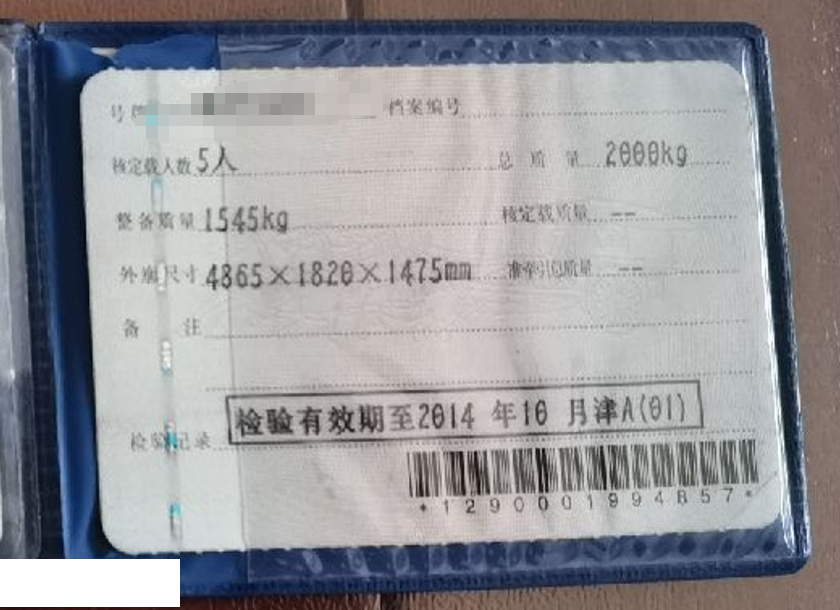 号牌 档案编号
核定载人数 5人 总质量 2000kg
整备质量 1545kg 核定载质量 --
外廓尺寸 4865×1820×1475mm 准牵引总质量 --
备注
检验有效期至2014 年10 月津A(01)
检验记录
*1290001994857*